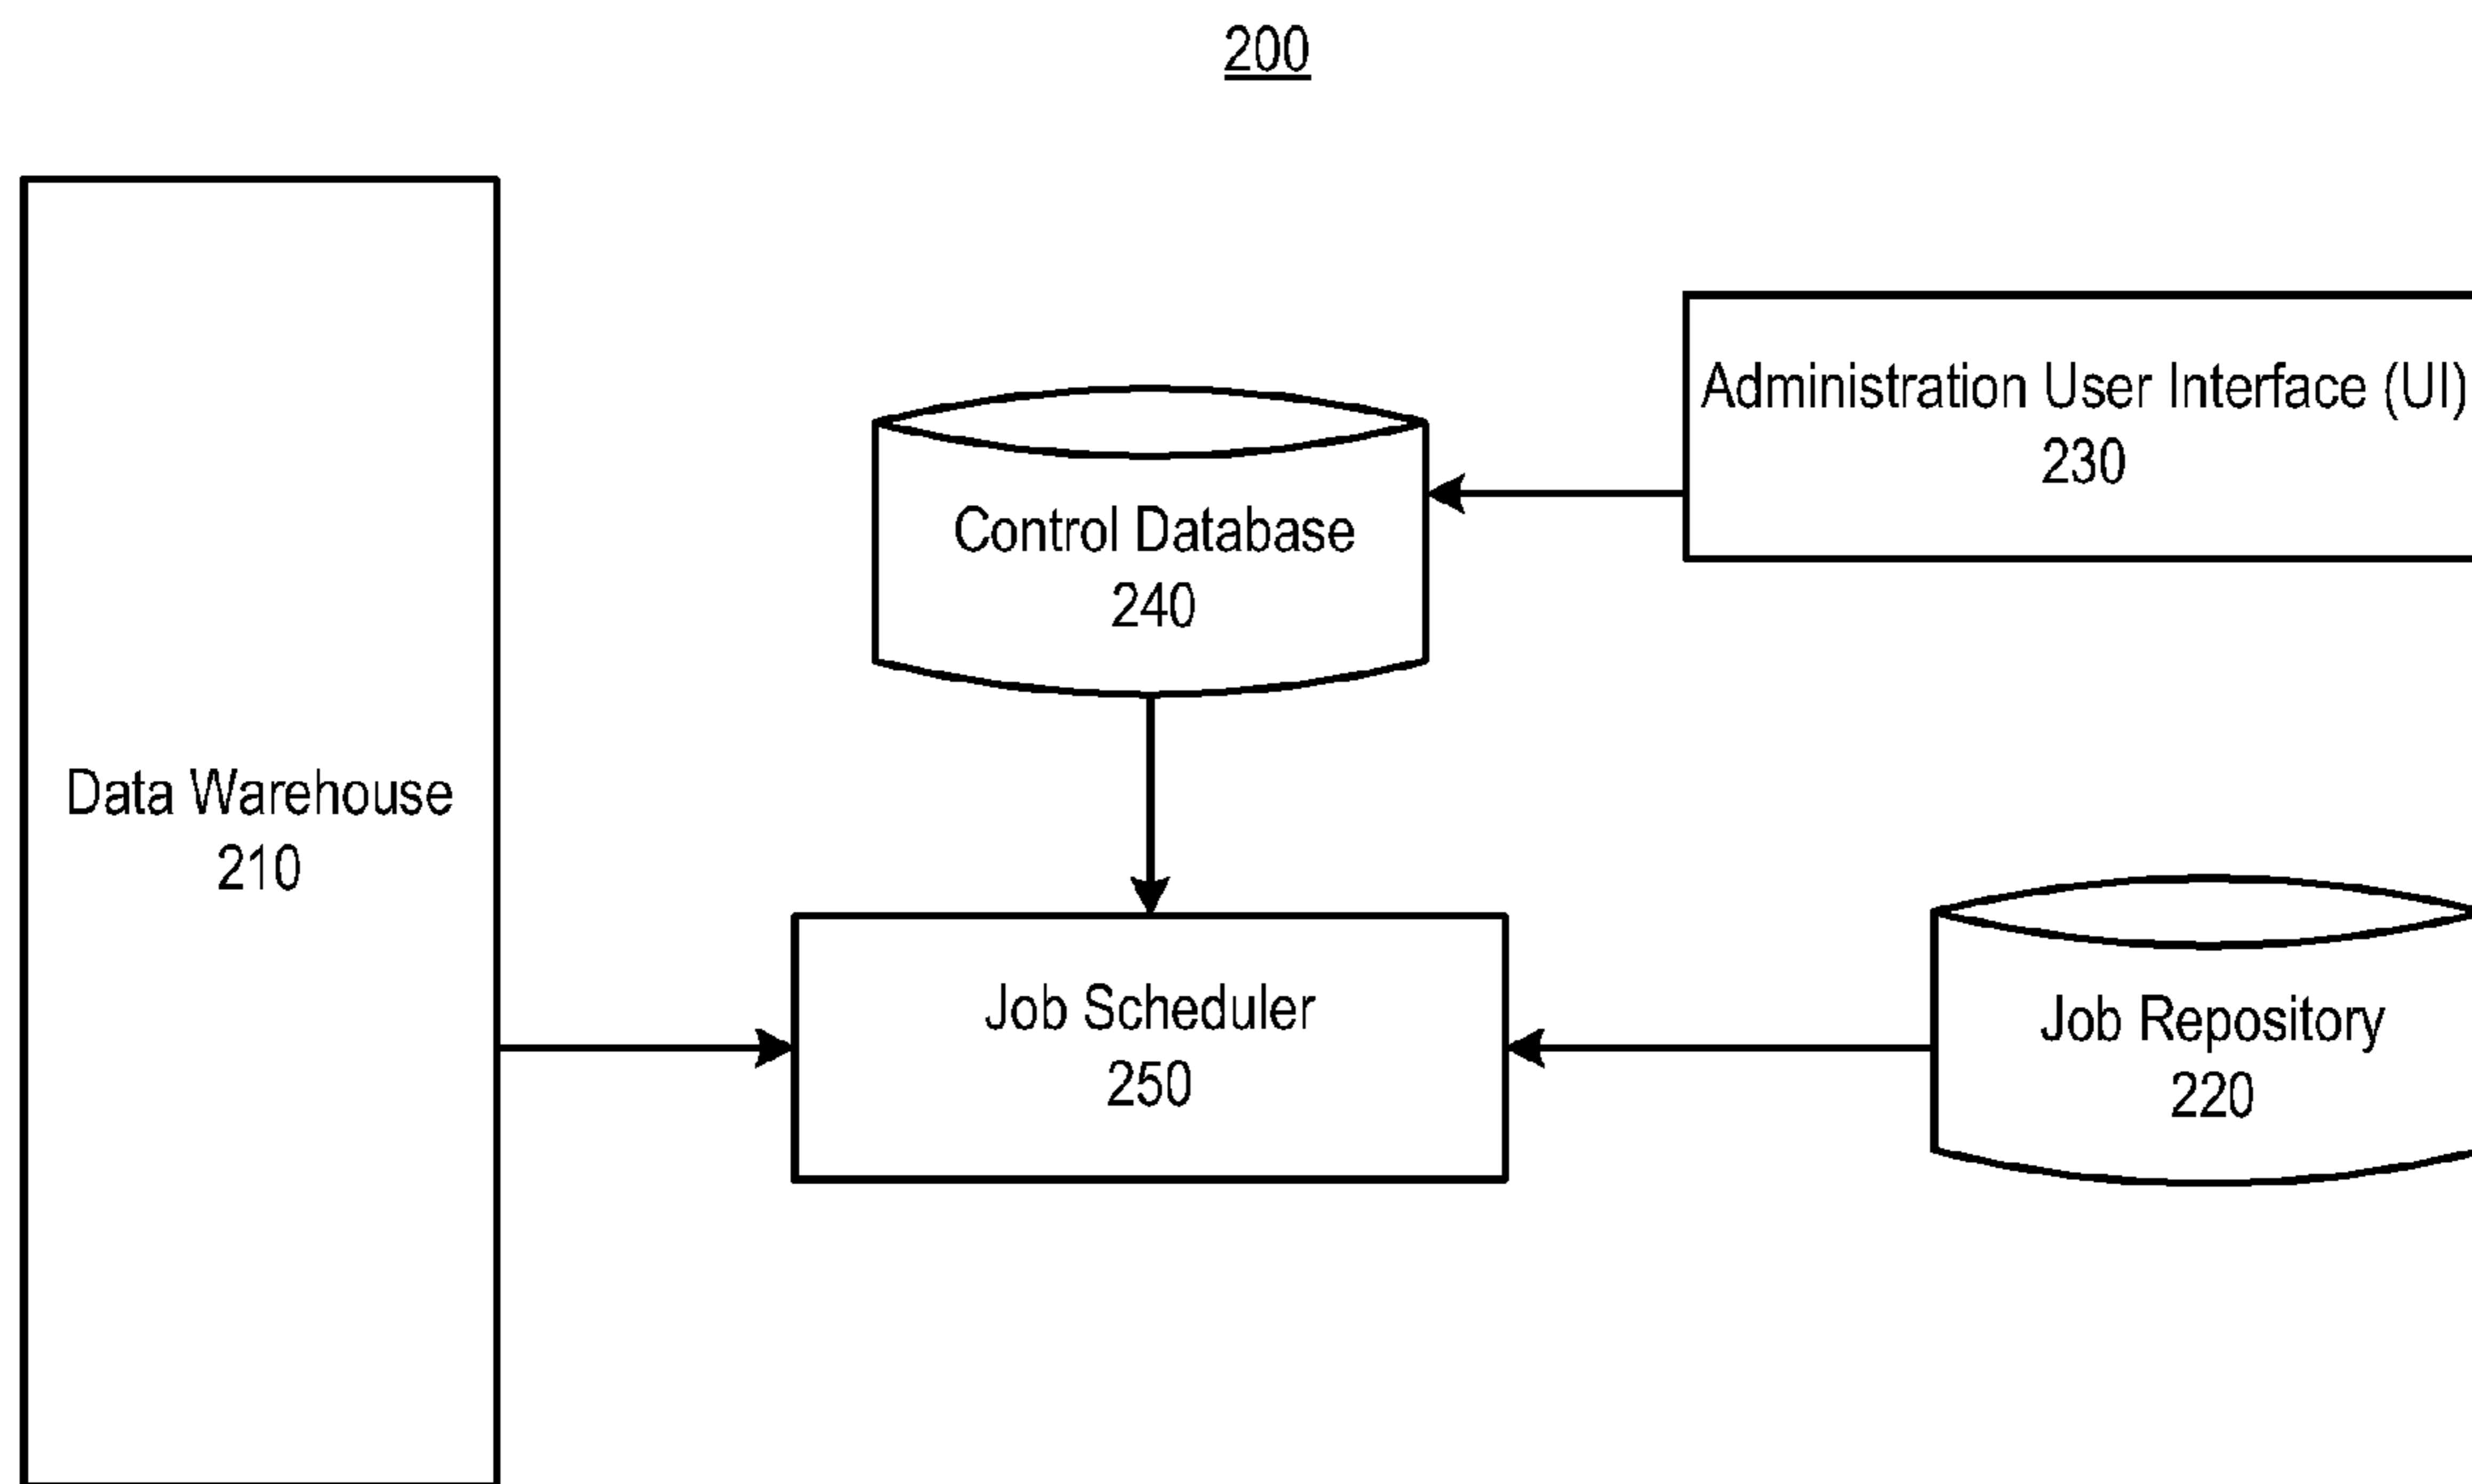 200
Administration User Interface (UI)
230
Control Database
240
Data Warehouse
210
Job Scheduler
250
Job Repository
220